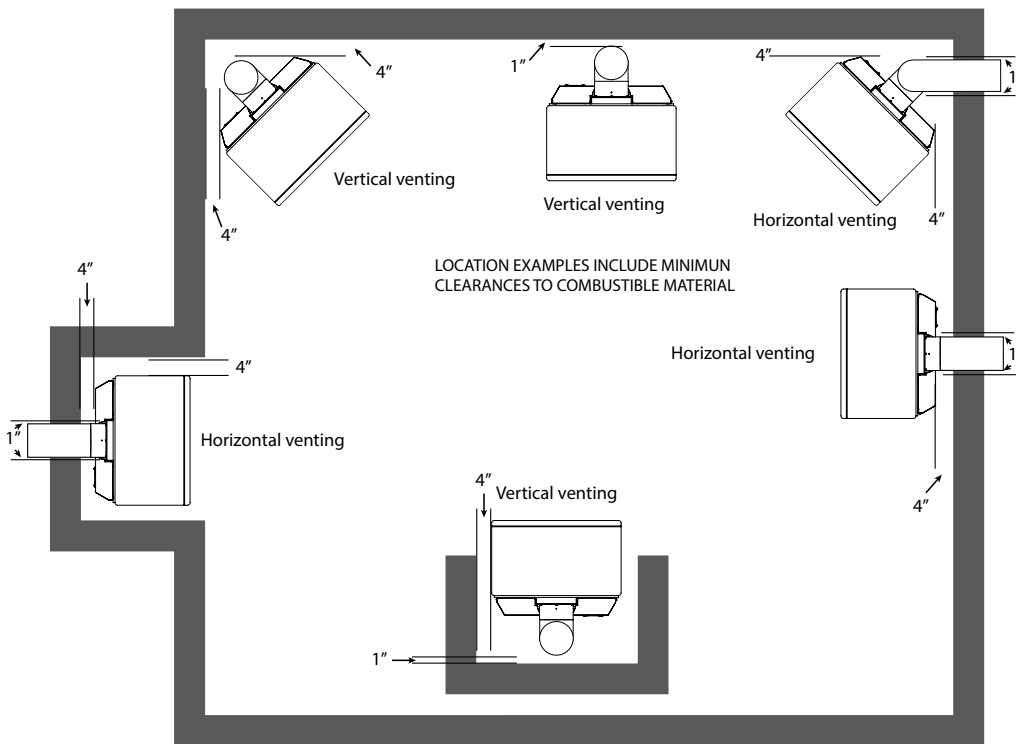 4”
1”
4”
1
Vertical venting
Vertical venting
Horizontal venting
4”
4”
4”
LOCATION EXAMPLES INCLUDE MINIMUN
CLEARANCES TO COMBUSTIBLE MATERIAL
Horizontal venting
1
4”
1”
Horizontal venting
4”
Vertical venting
4”
1”